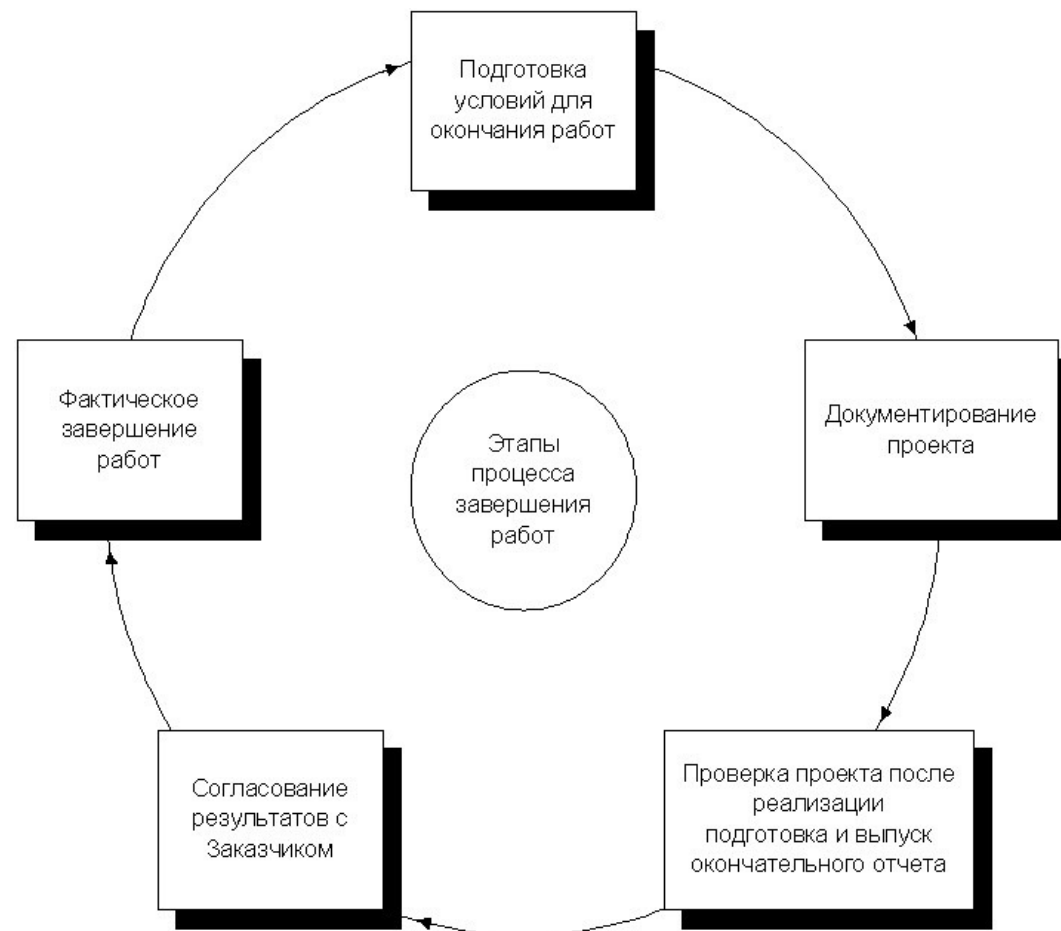 Подготовка
условий для
окончания работ
Документирование
проекта
Проверка проекта после
реализации
подготовка и выпуск
окончательного отчета
Согласование
результатов с
Заказчиком
Фактическое
завершение
работ
Этапы
процесса
завершения
работ